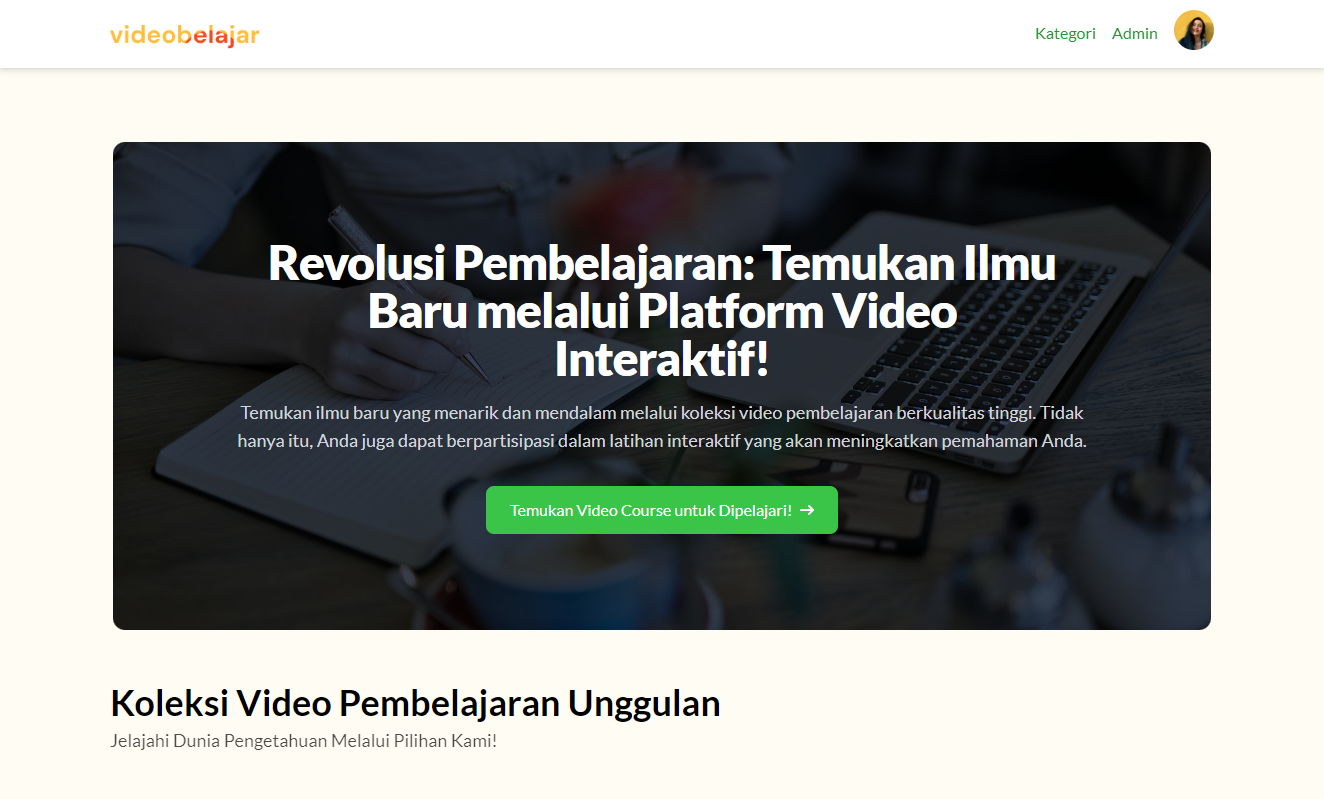 videobelajar
Kategori Admin
Revolusi Pembelajaran: Temukan Ilmu
Baru melalui Platform Video
Interaktif!
Temukan ilmu baru yang menarik dan mendalam melalui koleksi video pembelajaran berkualitas tinggi. Tidak
hanya itu, Anda juga dapat berpartisipasi dalam latihan interaktif yang akan meningkatkan pemahaman Anda.
Temukan Video Course untuk Dipelajari! →
Koleksi Video Pembelajaran Unggulan
Jelajahi Dunia Pengetahuan Melalui Pilihan Kami!